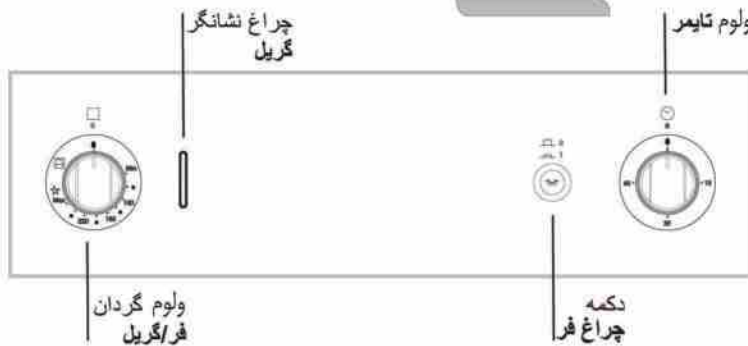 چراغ نشانگر
گریل
ولوم تایمر
ولوم گردان
فر/گریل
دکمه
چراغ فر